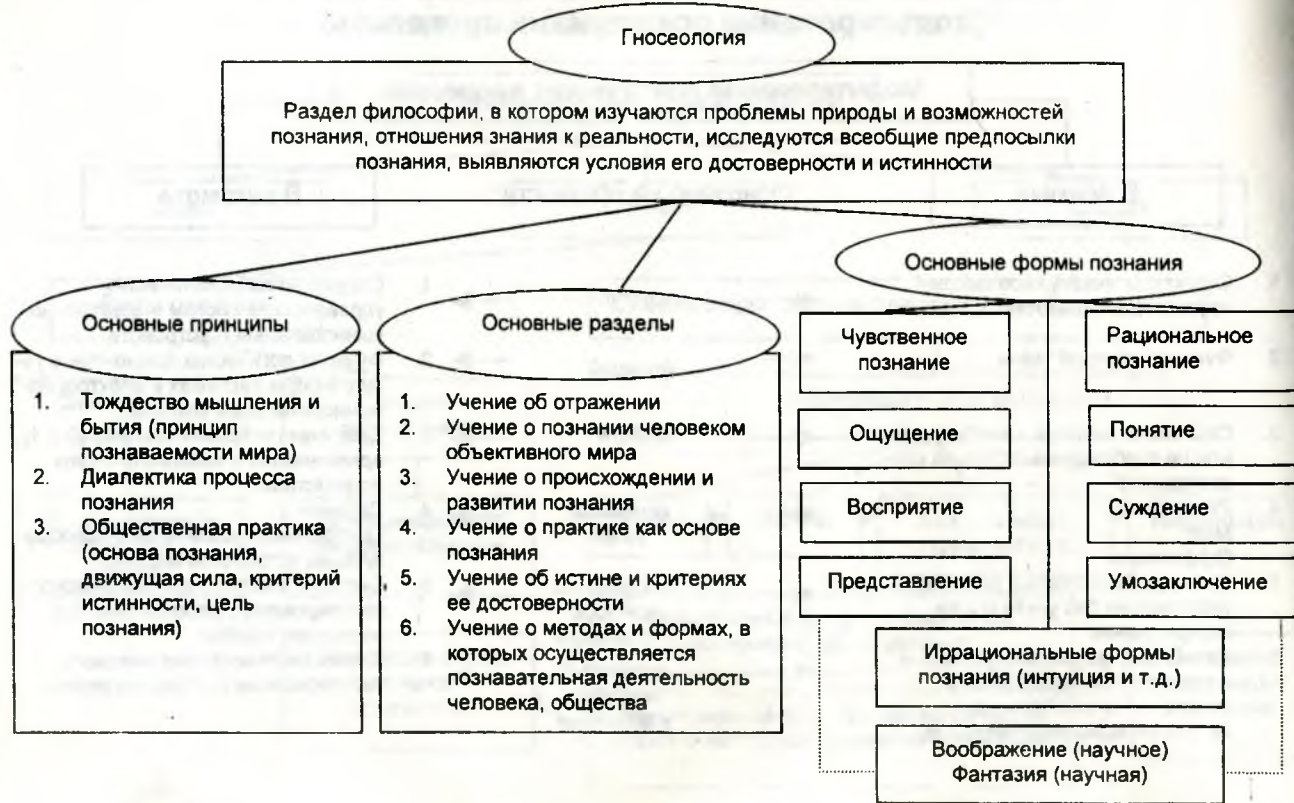 Гносеология
Раздел философии, в котором изучаются проблемы природы и возможностей
познания, отношения знания к реальности, исследуются всеобщие предпосылки
познания, выявляются условия его достоверности и истинности
Основные принципы
1. Тождество мышления и
бытия (принцип
познаваемости мира)
2. Диалектика процесса
познания
3. Общественная практика
(основа познания,
движущая сила, критерий
истинности, цель
познания)
Основные разделы
1. Учение об отражении
2. Учение о познании человеком
объективного мира
3. Учение о происхождении и
развитии познания
4. Учение о практике как основе
познания
5. Учение об истине и критериях
ее достоверности
6. Учение о методах и формах, в
которых осуществляется
познавательная деятельность
человека, общества
Основные формы познания
Чувственное
познание
Ощущение
Восприятие
Представление
Рациональное
познание
Понятие
Суждение
Умозаключение
Иррациональные формы
познания (интуиция и т.д.)
Воображение (научное)
Фантазия (научная)